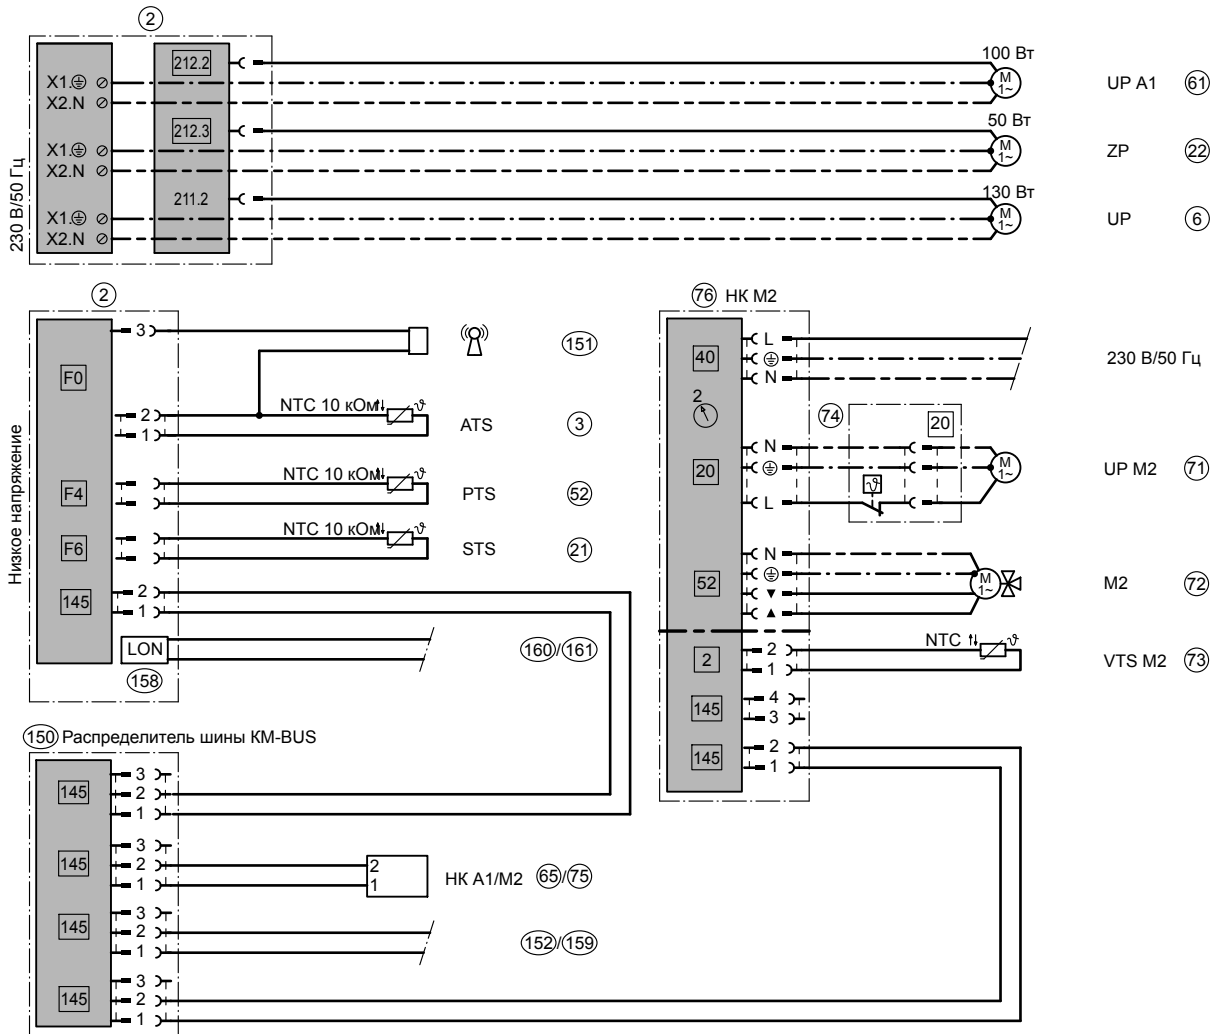 2
230 В/50 Гц
X1.
X2.N
212.2
100 Вт
M
1~
UP A1
61
X1.
X2.N
212.3
50 Вт
M
1~
ZP
22
X1.
X2.N
211.2
130 Вт
M
1~
UP
6
2
Низкое напряжение
3
151
F0
2
1
NTC 10 кОм
ϑ
ATS
3
F4
NTC 10 кОм
ϑ
PTS
52
F6
NTC 10 кОм
ϑ
STS
21
145
2
1
LON
158
160/161
76 НК M2
40
L
N
230 В/50 Гц
2
20
N
L
74
20
ϑ
M
1~
UP M2
71
52
N
▼
▲
M
1~
M2
72
2
2
1
NTC
ϑ
VTS M2
73
145
4
3
145
2
1
150 Распределитель шины KM-BUS
145
3
2
1
145
3
2
1
2
1
НК A1/M2
65/75
145
3
2
1
152/159
145
3
2
1